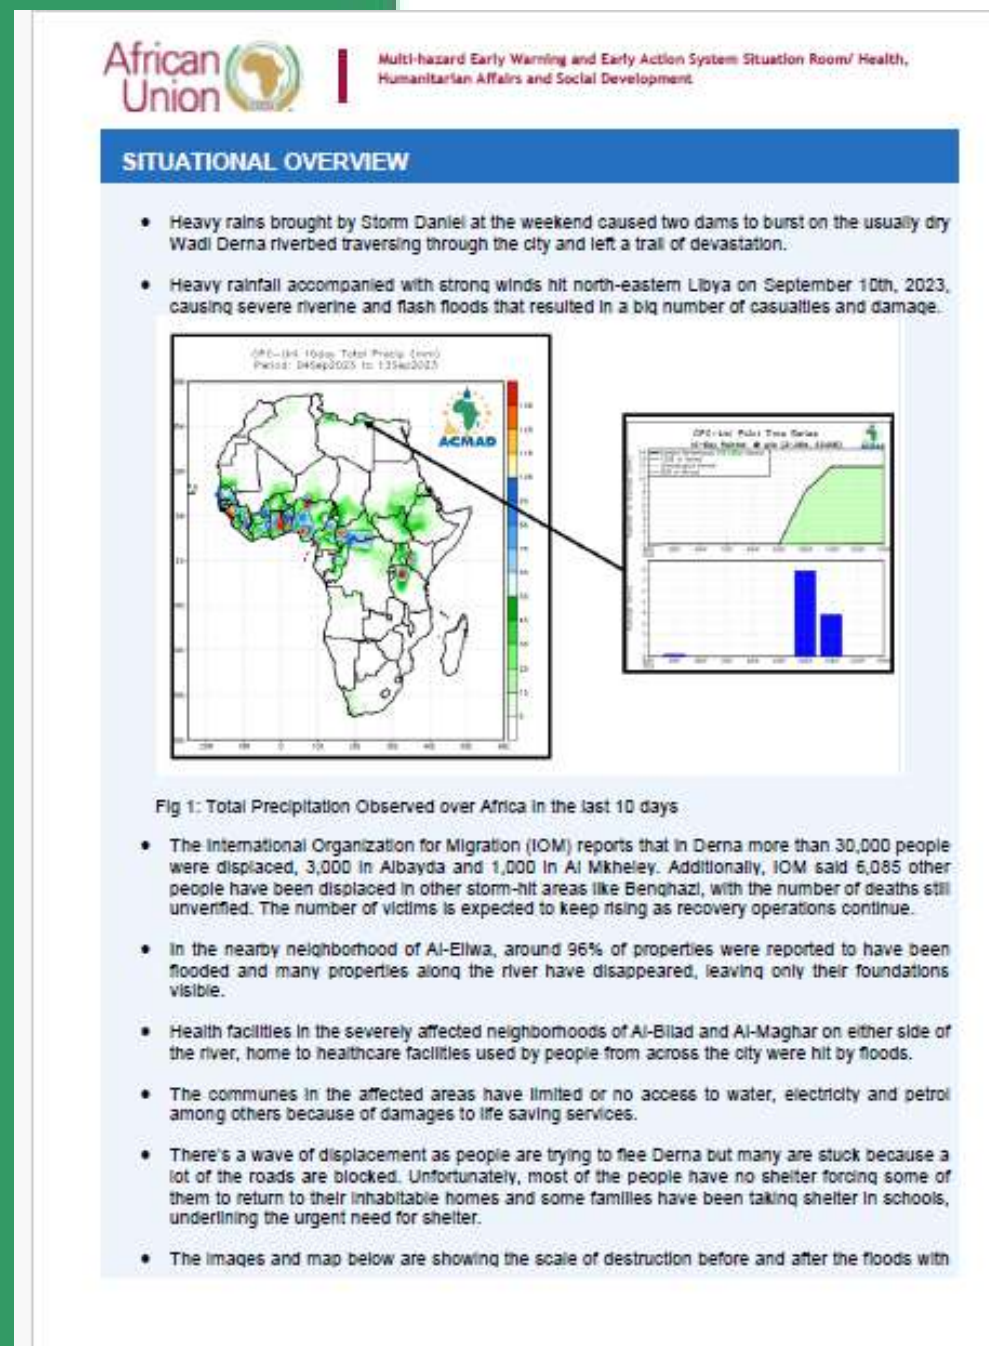 African
Union
Multi-hazard Early Warning and Early Action System Situation Room/ Health,
Humanitarian Affairs and Social Development
SITUATIONAL OVERVIEW
• Heavy rains brought by Storm Daniel at the weekend caused two dams to burst on the usually dry
Wadi Derna riverbed traversing through the city and left a trail of devastation.
• Heavy rainfall accompanied with strong winds hit north-eastern Libya on September 10th, 2023,
causing severe riverine and flash floods that resulted in a big number of casualties and damage.
CPC-Uni 10day Total Precip (mm)
Period: 04Sep2023 to 13Sep2023
ACMAD
CPC-Uni Point Time Series
Fig 1: Total Precipitation Observed over Africa in the last 10 days
• The International Organization for Migration (IOM) reports that in Derna more than 30,000 people
were displaced, 3,000 in Albayda and 1,000 in Al Mkheley. Additionally, IOM said 6,085 other
people have been displaced in other storm-hit areas like Benghazi, with the number of deaths still
unverified. The number of victims is expected to keep rising as recovery operations continue.
• In the nearby neighborhood of Al-Eliwa, around 96% of properties were reported to have been
flooded and many properties along the river have disappeared, leaving only their foundations
visible.
• Health facilities in the severely affected neighborhoods of Al-Bilad and Al-Maghar on either side of
the river, home to healthcare facilities used by people from across the city were hit by floods.
• The communes in the affected areas have limited or no access to water, electricity and petrol
among others because of damages to life saving services.
• There's a wave of displacement as people are trying to flee Derna but many are stuck because a
lot of the roads are blocked. Unfortunately, most of the people have no shelter forcing some of
them to return to their inhabitable homes and some families have been taking shelter in schools,
underlining the urgent need for shelter.
• The images and map below are showing the scale of destruction before and after the floods with